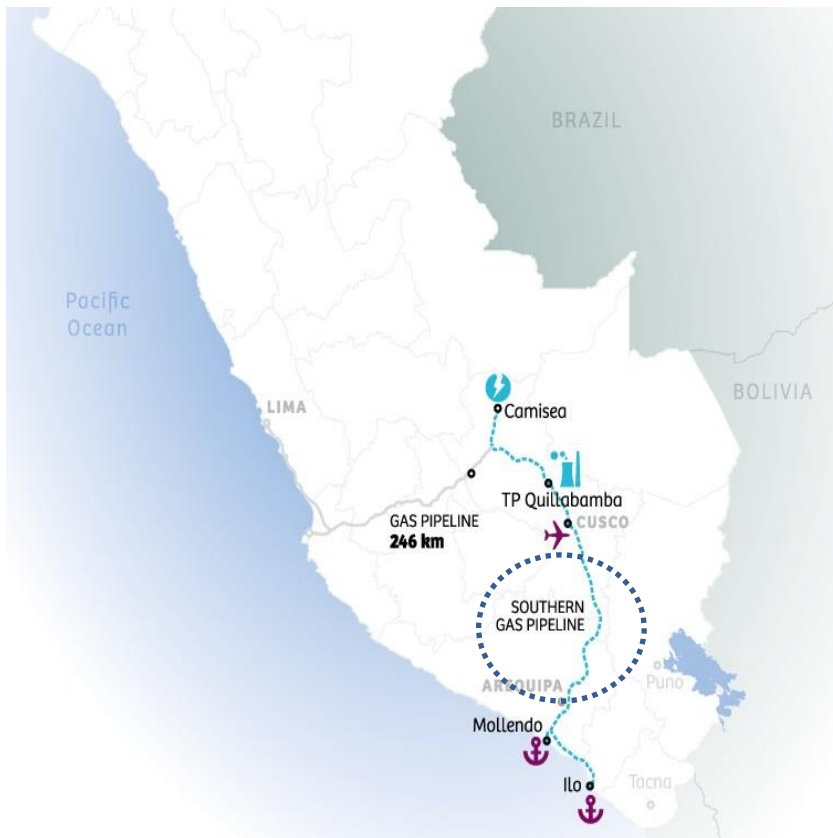 BRAZIL
Pacific
Ocean
BOLIVIA
LIMA
Camisea
TP Quillabamba
GAS PIPELINE
246 km
CUSCO
SOUTHERN
GAS PIPELINE
AREQUIPA
Puno
Mollendo
Ilo
Tacna